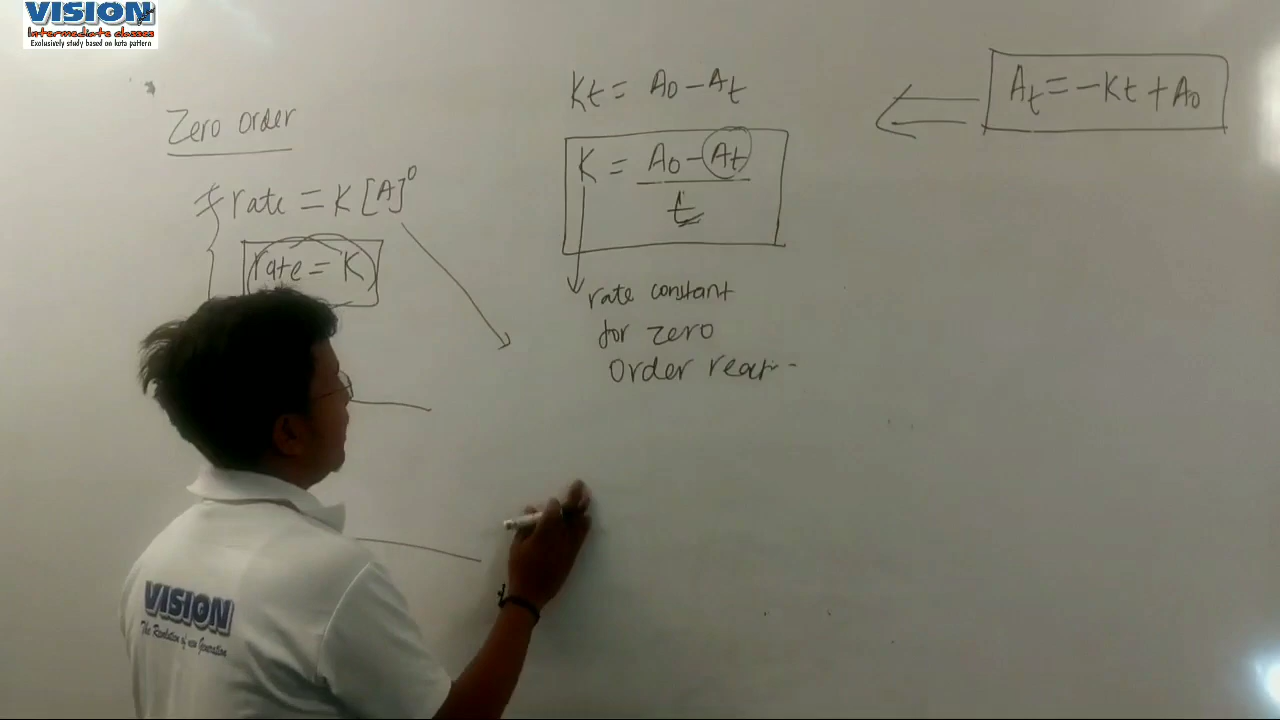 VISION
Intermediate classes
Exclusively study based on kota pattern
Zero order
rate = K[A]⁰
rate = K
Kt = A₀ - At
K = A₀ - At / t
rate constant
for zero
order reac
At = -Kt + A₀
VISION
The Revolution of new Generation